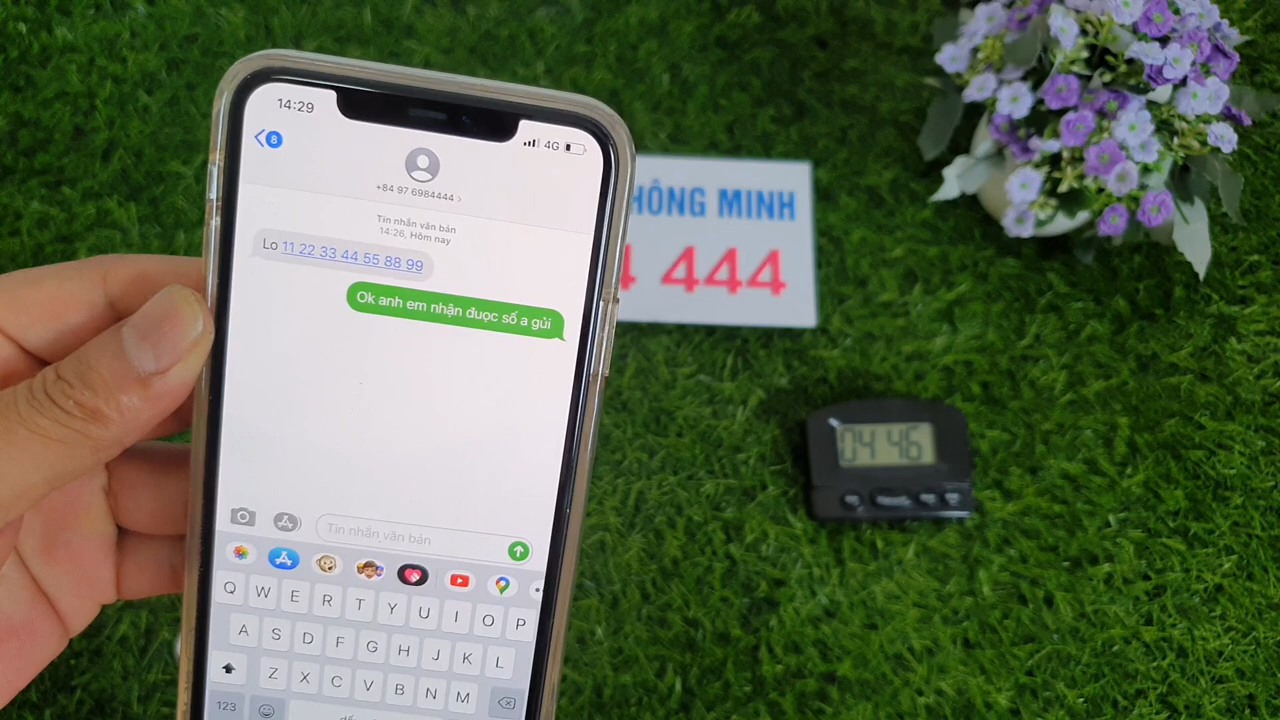 14:29
4G
8
+84 97 6984444 >
Tin nhắn văn bản
14:26, Hôm nay
Lo 11 22 33 44 55 88 99
Ok anh em nhận đuọc số a gửi
Tin nhắn văn bản
Q W E R T Y U I O P
A S D F G H J K L
Z X C V B N M
123
HÔNG MINH
4 444
04 46